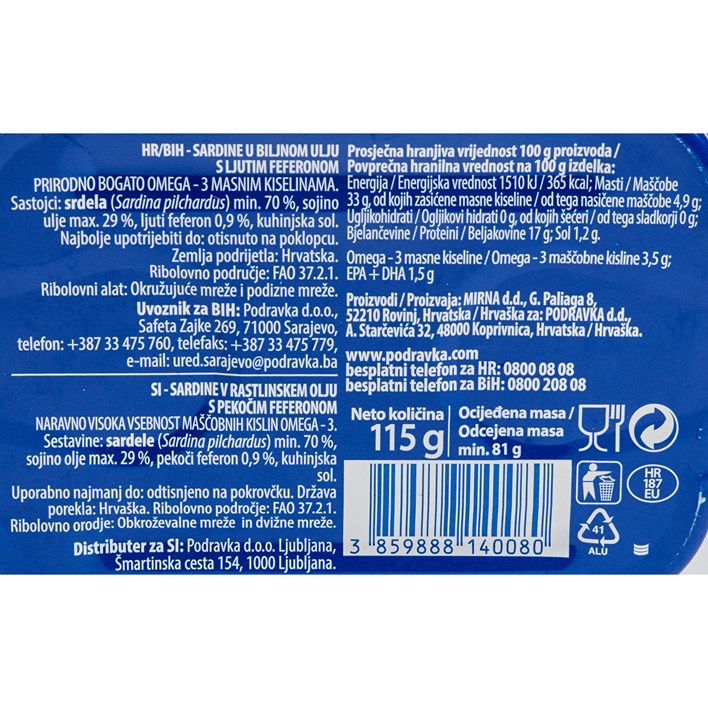 HR/BIH - SARDINE U BILJNOM ULJU
S LJUTIM FEFERONOM
PRIRODNO BOGATO OMEGA - 3 MASNIM KISELINAMA.
Sastojci: srdela (Sardina pilchardus) min. 70 %, sojino
ulje max. 29 %, ljuti feferon 0,9 %, kuhinjska sol.
Najbolje upotrijebiti do: otisnuto na poklopcu.
Zemlja podrijetla: Hrvatska.
Ribolovno područje: FAO 37.2.1.
Ribolovni alat: Okružujuće mreže i podizne mreže.
Uvoznik za BIH: Podravka d.o.o.,
Safeta Zajke 269, 71000 Sarajevo,
telefon: +387 33 475 760, telefaks: +387 33 475 779,
e-mail: ured.sarajevo@podravka.ba
SI - SARDINE V RASTLINSKEM OLJU
S PEKOČIM FEFERONOM
NARAVNO VISOKA VSEBNOST MAŠČOBNIH KISLIN OMEGA - 3.
Sestavine: sardele (Sardina pilchardus) min. 70 %,
sojino olje max. 29 %, pekoči feferon 0,9 %, kuhinjska
sol.
Uporabno najmanj do: odtisnjeno na pokrovčku. Država
porekla: Hrvaška. Ribolovno področje: FAO 37.2.1.
Ribolovno orodje: Obkroževalne mreže in dvižne mreže.
Distributer za SI: Podravka d.o.o. Ljubljana,
Šmartinska cesta 154, 1000 Ljubljana.
Prosječna hranjiva vrijednost 100 g proizvoda /
Povprečna hranilna vrednost na 100 g izdelka:
Energija / Energijska vrednost 1510 kJ / 365 kcal; Masti / Maščobe
33 g, od kojih zasićene masne kiseline / od tega nasičene maščobe 4,9 g;
Ugljikohidrati / Ogljikovi hidrati 0 g, od kojih šećeri / od tega sladkorji 0 g;
Bjelančevine / Proteini / Beljakovine 17 g; Sol 1,2 g.
Omega - 3 masne kiseline / Omega - 3 maščobne kisline 3,5 g;
EPA + DHA 1,5 g
Proizvodi / Proizvaja: MIRNA d.d., G. Paliaga 8,
52210 Rovinj, Hrvatska / Hrvaška za: PODRAVKA d.d.,
A. Starčevića 32, 48000 Koprivnica, Hrvatska / Hrvaška.
www.podravka.com
besplatni telefon za HR: 0800 08 08
besplatni telefon za BiH: 0800 208 08
Neto količina
115 g
Ocijeđena masa /
Odcejena masa
min. 81 g
HR
187
EU
3 859888 140080
41
ALU